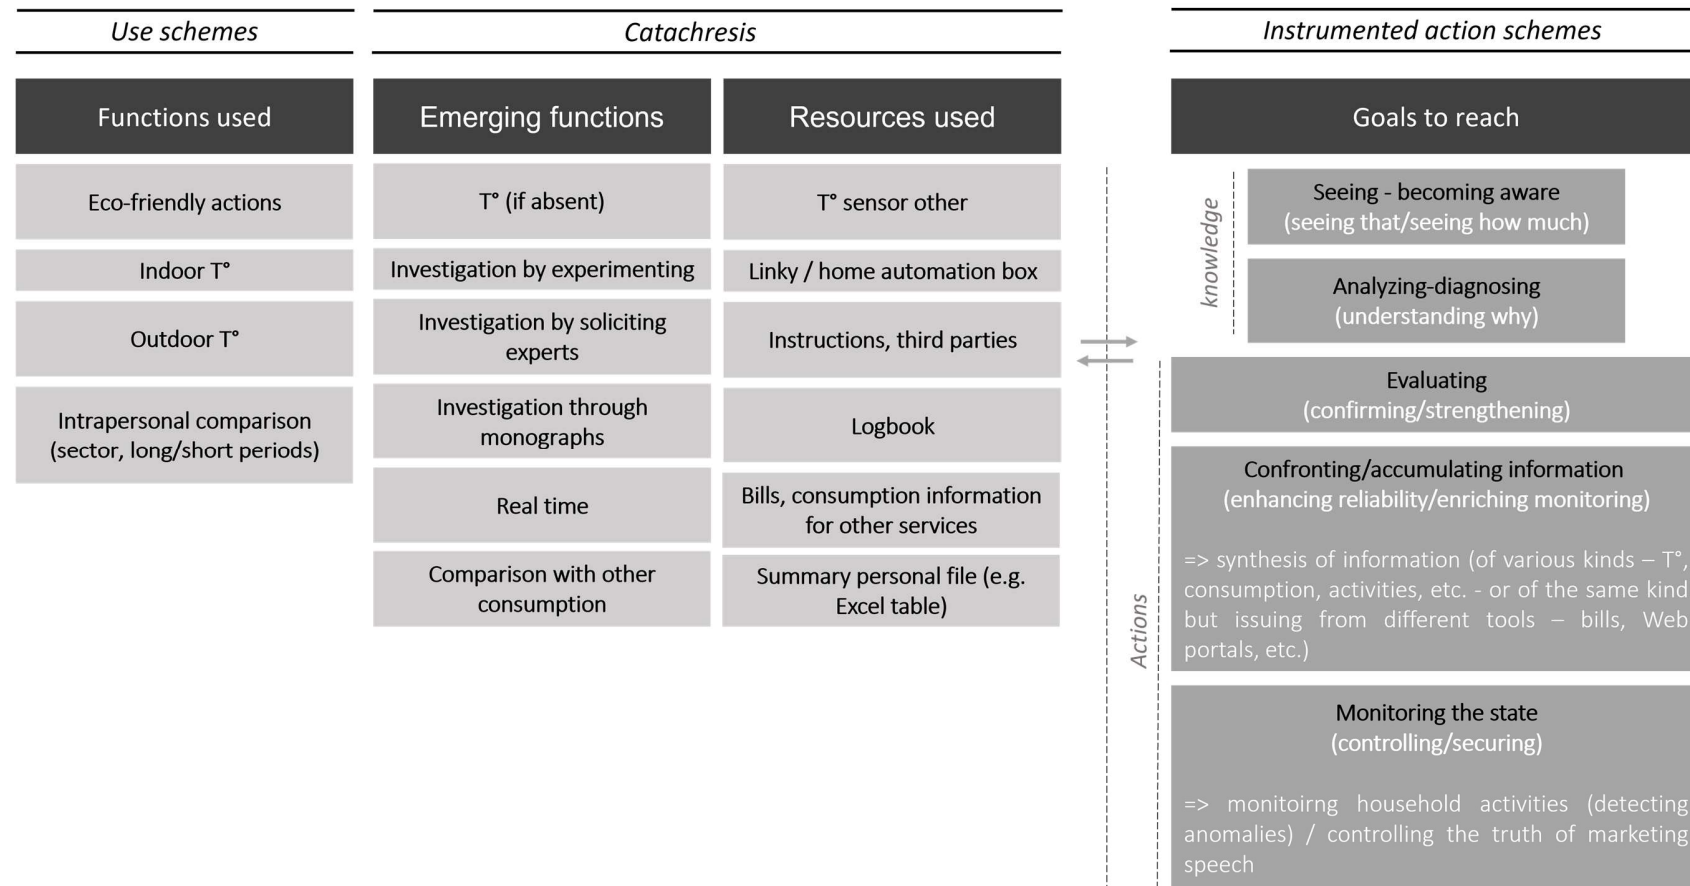 Use schemes
Catachresis
Instrumented action schemes
Functions used
Emerging functions
Resources used
Goals to reach
Eco-friendly actions
Indoor T°
Outdoor T°
Intrapersonal comparison
(sector, long/short periods)
T° (if absent)
Investigation by experimenting
Investigation by soliciting
experts
Investigation through
monographs
Real time
Comparison with other
consumption
T° sensor other
Linky / home automation box
Instructions, third parties
Logbook
Bills, consumption information
for other services
Summary personal file (e.g.
Excel table)
knowledge
Seeing - becoming aware
(seeing that/seeing how much)
Analyzing-diagnosing
(understanding why)
Actions
Evaluating
(confirming/strengthening)
Confronting/accumulating information
(enhancing reliability/enriching monitoring)
=> synthesis of information (of various kinds – T°,
consumption, activities, etc. - or of the same kind
but issuing from different tools – bills, Web
portals, etc.)
Monitoring the state
(controlling/securing)
=> monitoirng household activities (detecting
anomalies) / controlling the truth of marketing
speech